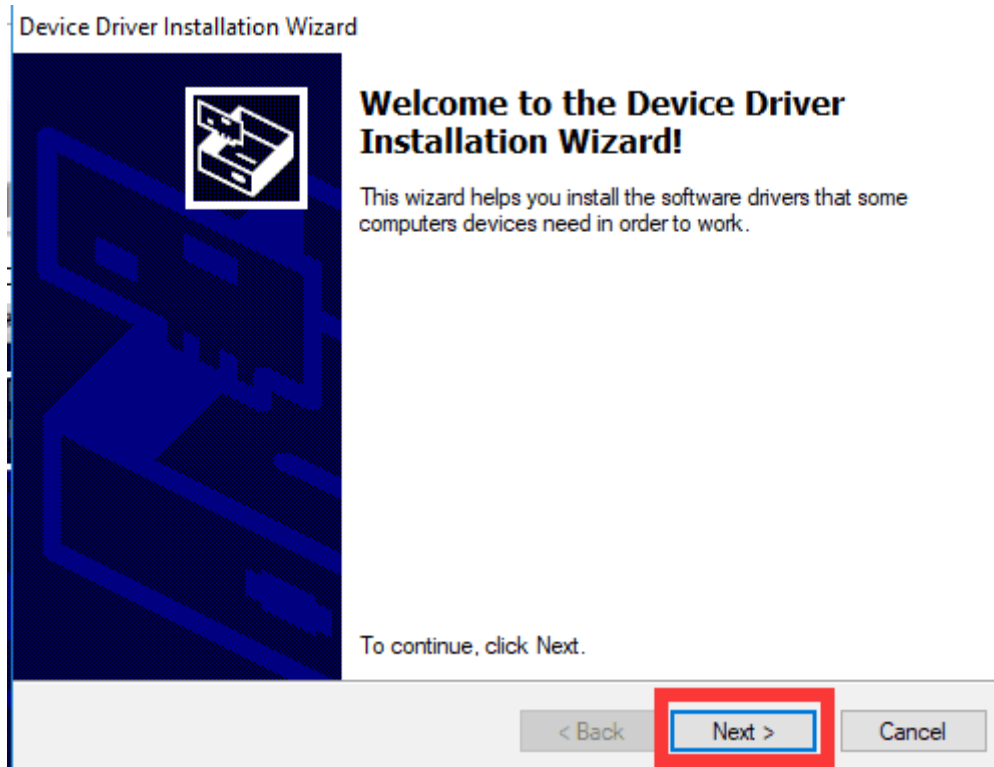 Device Driver Installation Wizard
Welcome to the Device Driver
Installation Wizard!
This wizard helps you install the software drivers that some
computers devices need in order to work.
To continue, click Next.
< Back
Next >
Cancel